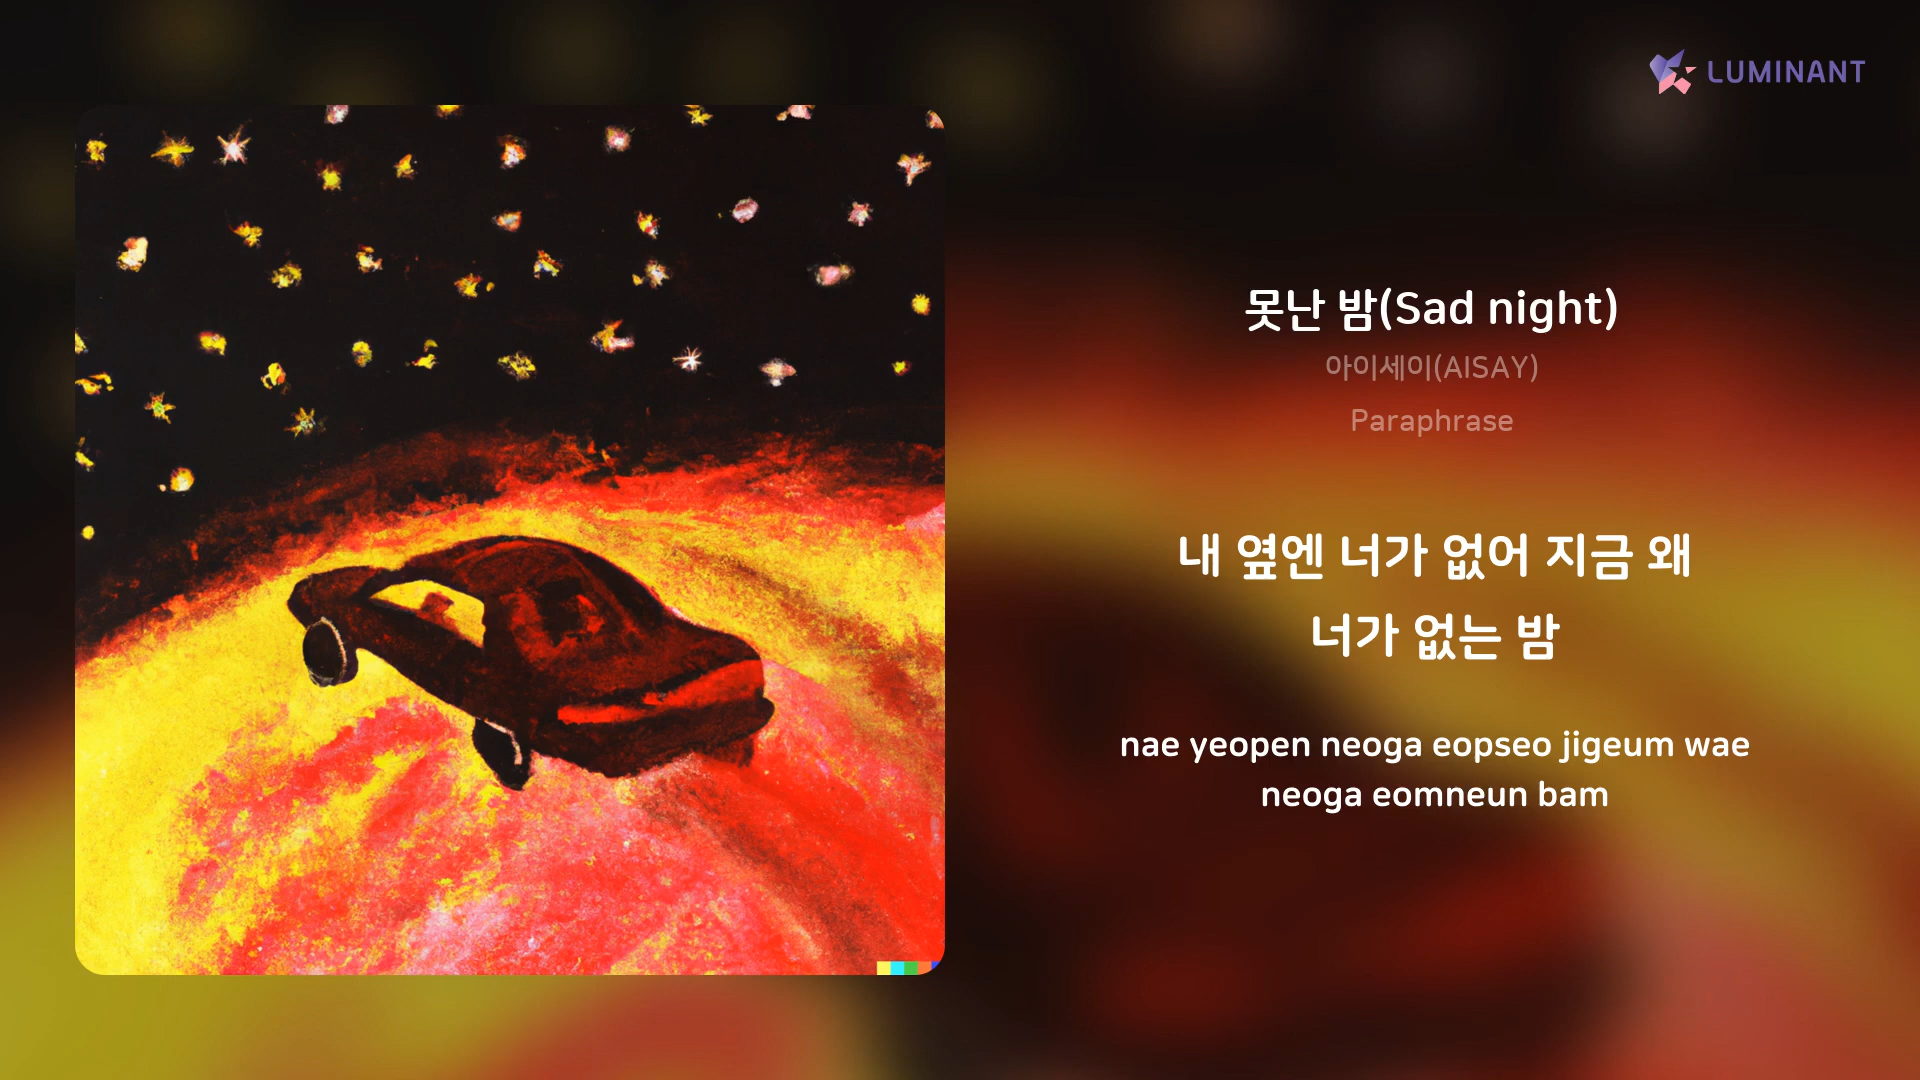 LUMINANT
못난 밤(Sad night)
아이세이(AISAY)
Paraphrase
내 옆엔 너가 없어 지금 왜
너가 없는 밤
nae yeopen neoga eopseo jigeum wae
neoga eomneun bam